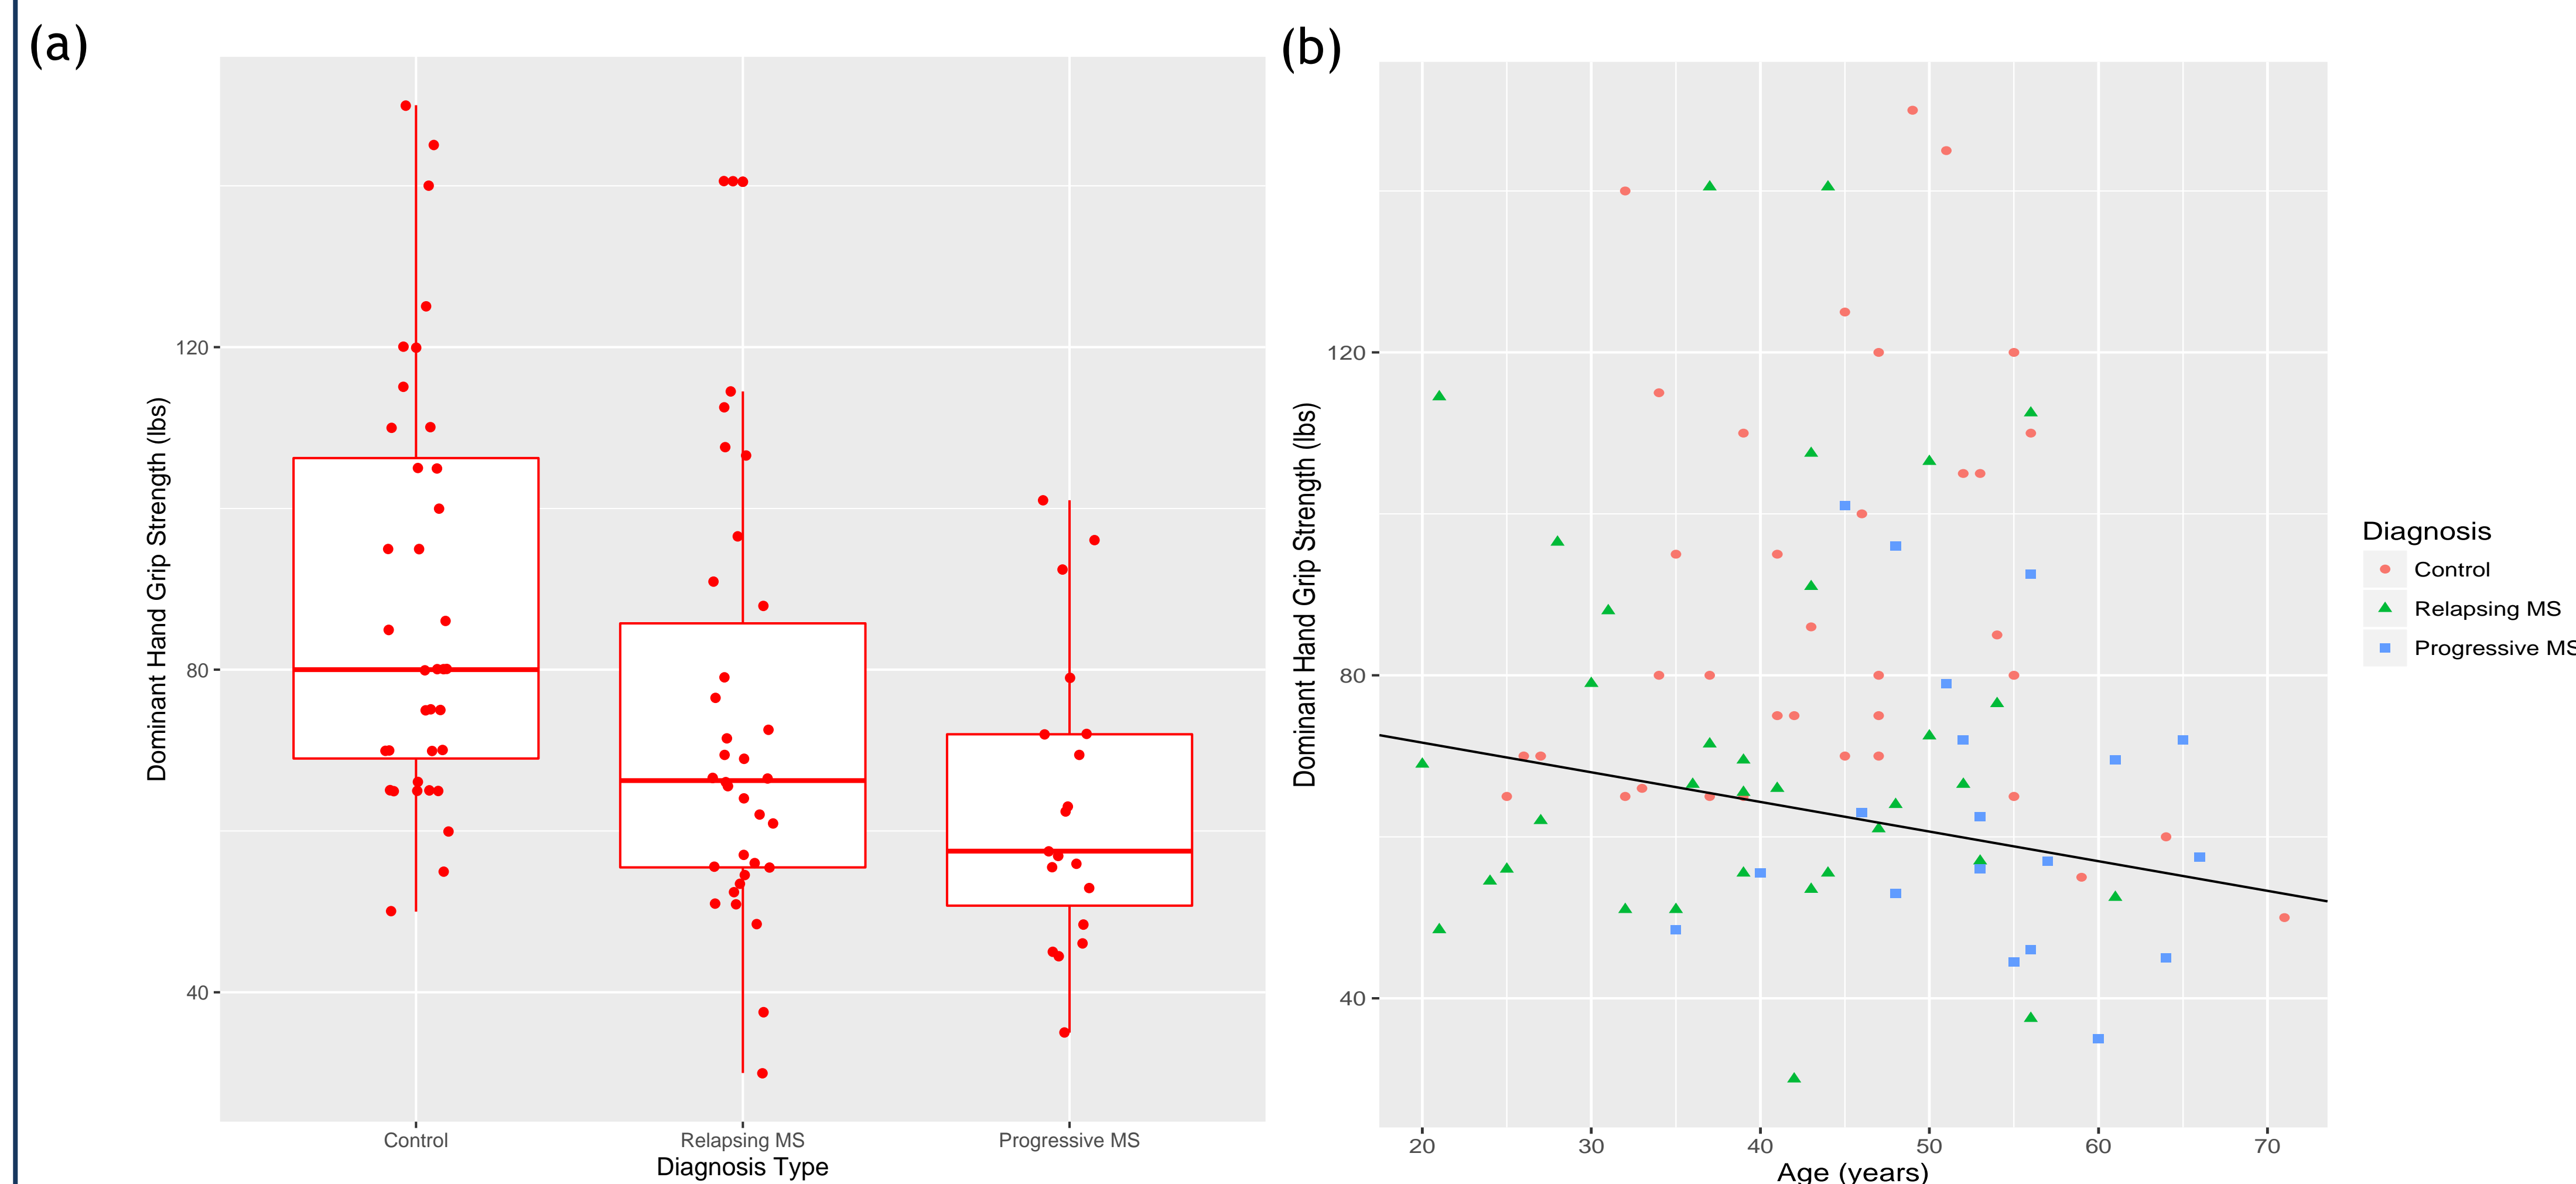 (a)
Dominant Hand Grip Strength (lbs)
120
80
40
Control
Relapsing MS
Progressive MS
Diagnosis Type
(b)
Dominant Hand Grip Strength (lbs)
120
80
40
20
30
40
50
60
70
Age (years)
Diagnosis
Control
Relapsing MS
Progressive MS